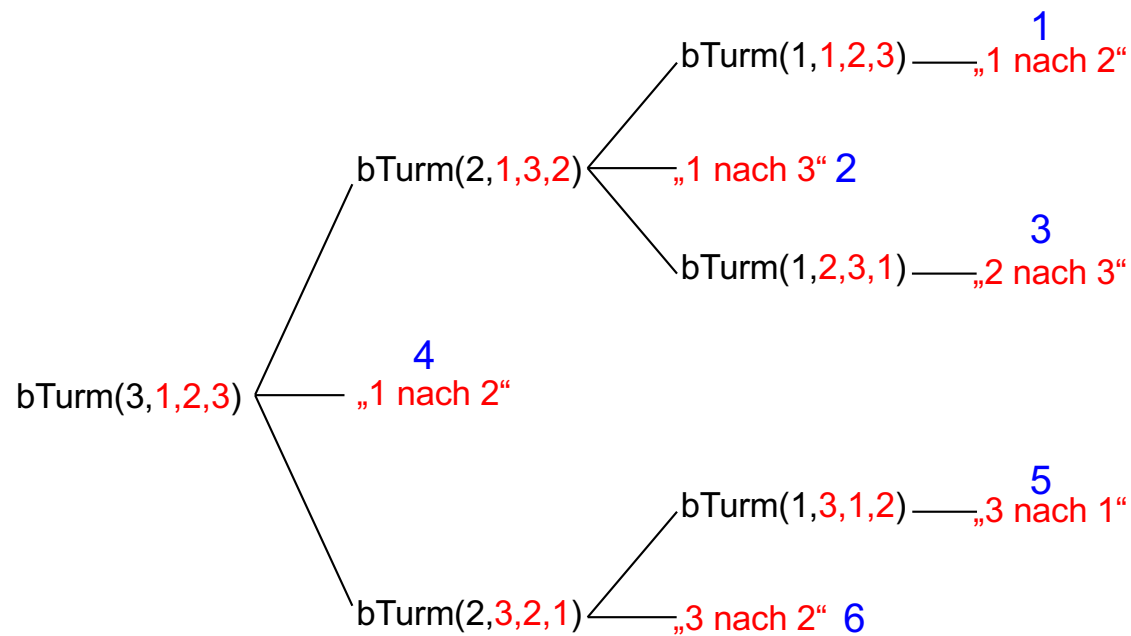 1
bTurm(1,1,2,3) „1 nach 2“
bTurm(2,1,3,2) „1 nach 3“ 2
3
bTurm(1,2,3,1) „2 nach 3“
4
bTurm(3,1,2,3) „1 nach 2“
5
bTurm(1,3,1,2) „3 nach 1“
bTurm(2,3,2,1) „3 nach 2“ 6